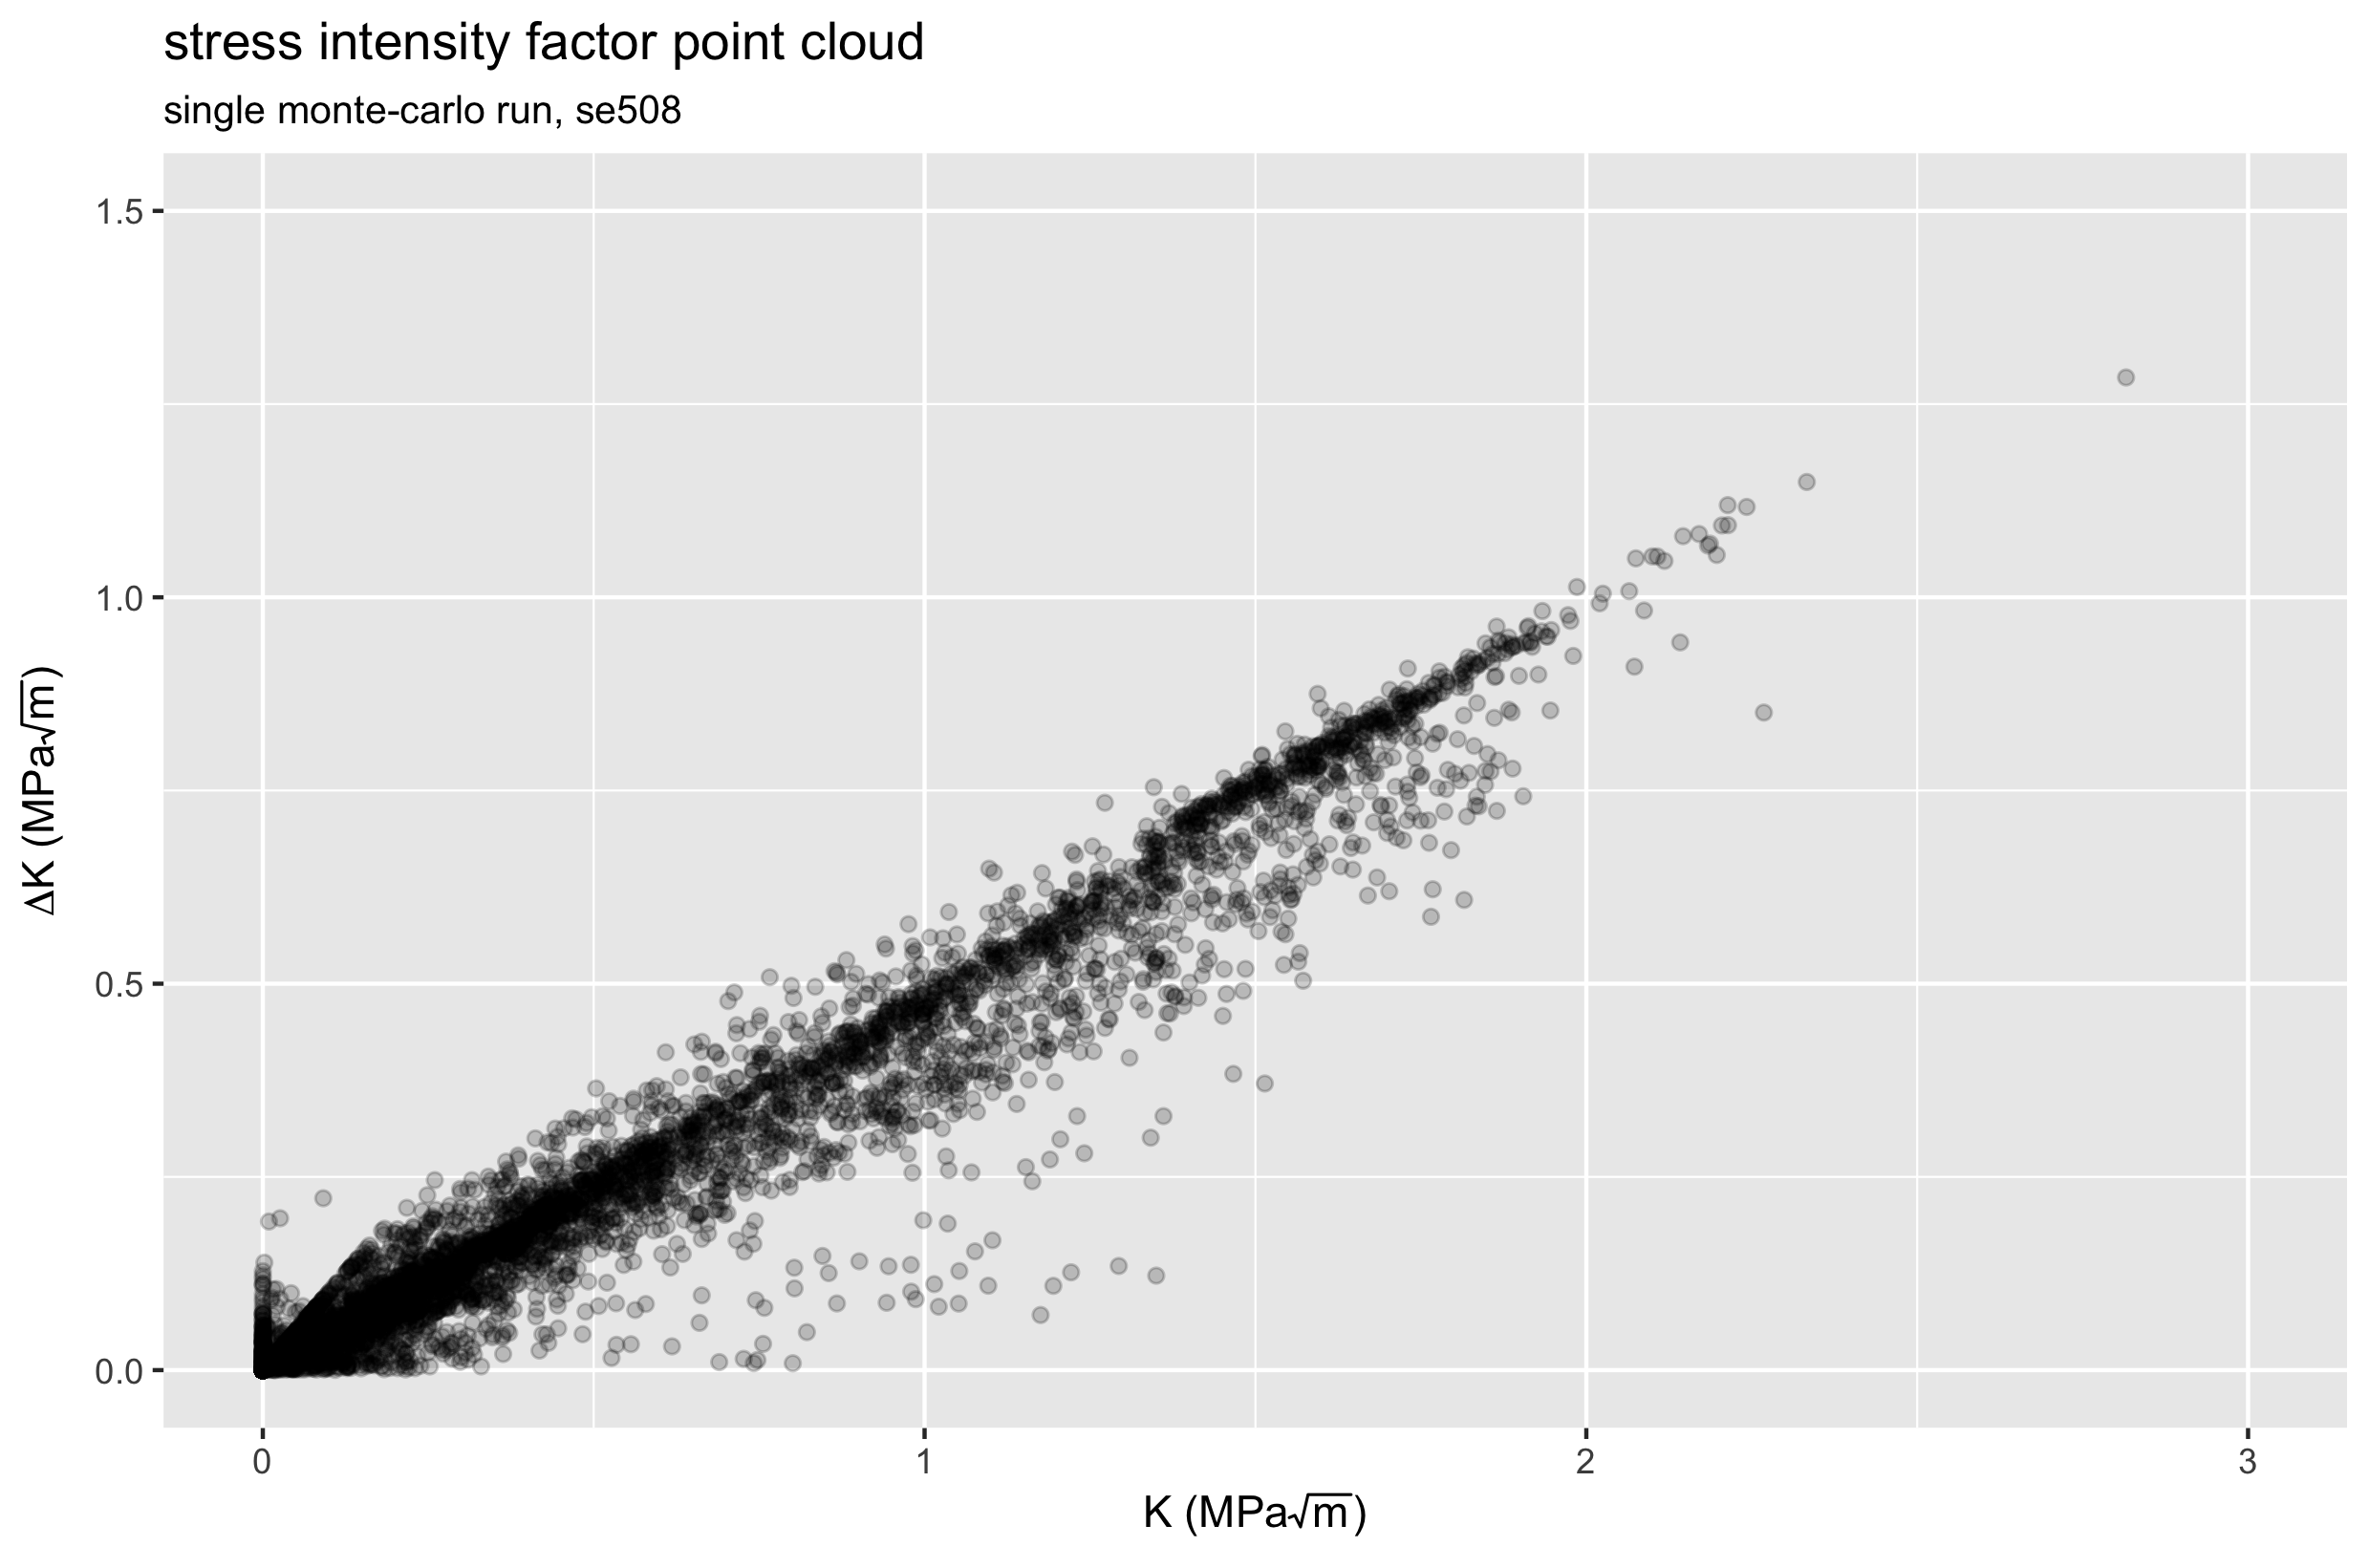 stress intensity factor point cloud
single monte-carlo run, se508
1.5
1.0
0.5
0.0
ΔK (MPa√m)
0 1 2 3
K (MPa√m)